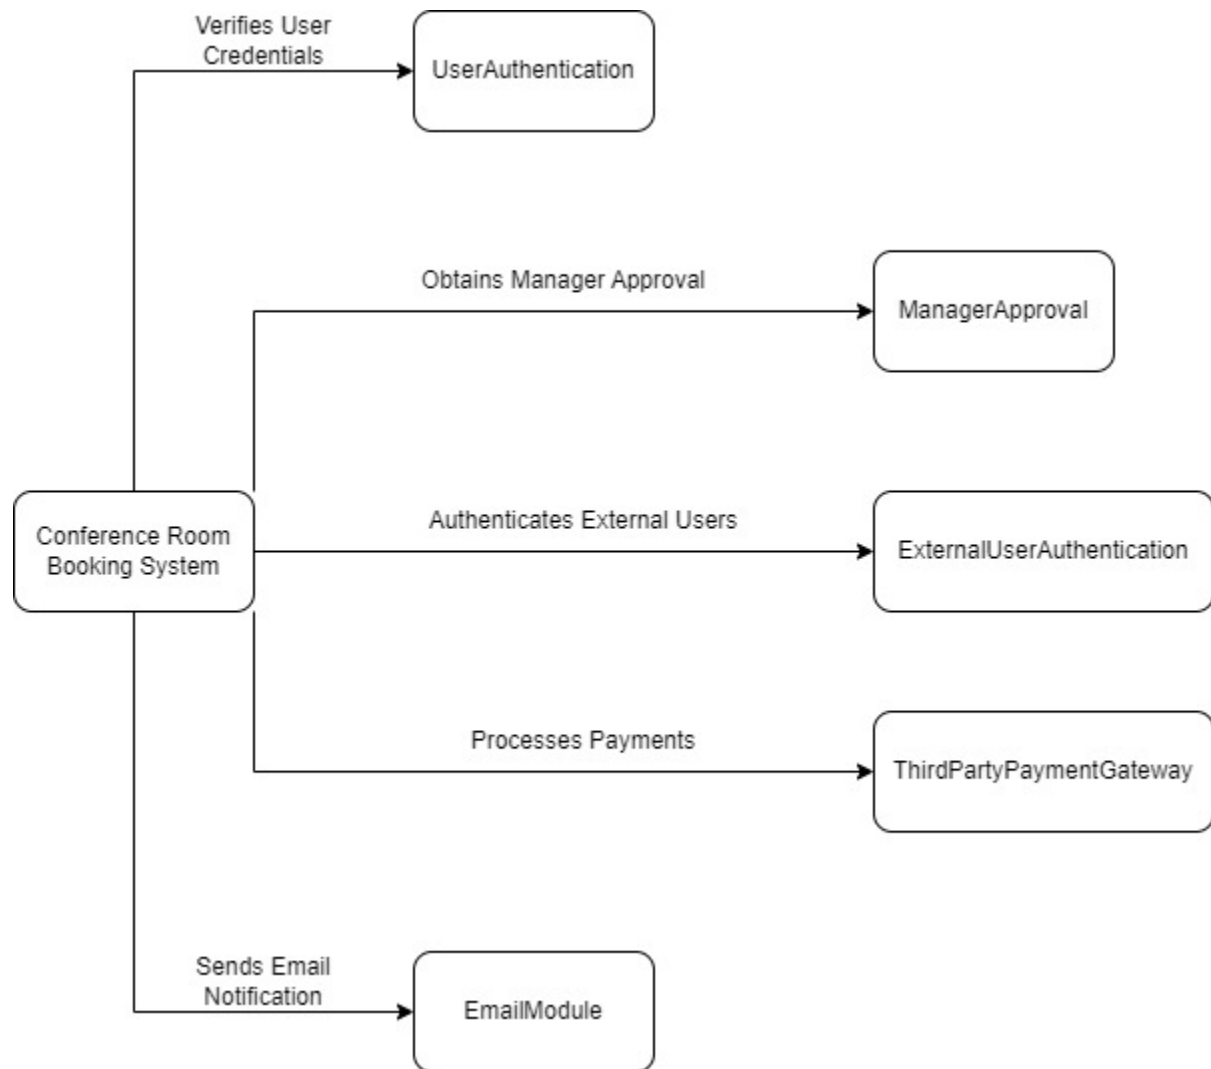 Verifies User
Credentials
UserAuthentication
Obtains Manager Approval
ManagerApproval
Conference Room
Booking System
Authenticates External Users
ExternalUserAuthentication
Processes Payments
ThirdPartyPaymentGateway
Sends Email
Notification
EmailModule